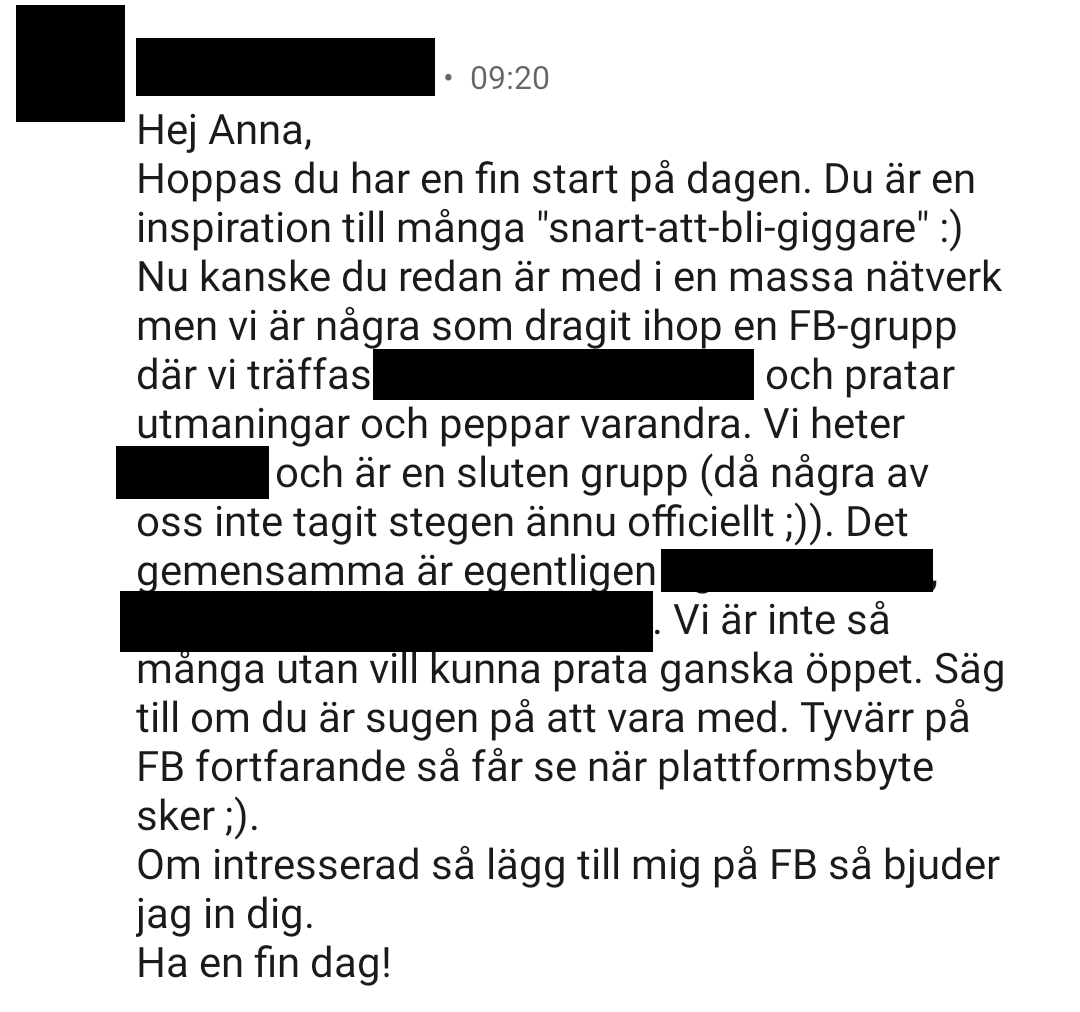 • 09:20
Hej Anna,
Hoppas du har en fin start på dagen. Du är en
inspiration till många "snart-att-bli-giggare" :)
Nu kanske du redan är med i en massa nätverk
men vi är några som dragit ihop en FB-grupp
där vi träffas och pratar
utmaningar och peppar varandra. Vi heter
och är en sluten grupp (då några av
oss inte tagit stegen ännu officiellt ;)). Det
gemensamma är egentligen ,
. Vi är inte så
många utan vill kunna prata ganska öppet. Säg
till om du är sugen på att vara med. Tyvärr på
FB fortfarande så får se när plattformsbyte
sker ;).
Om intresserad så lägg till mig på FB så bjuder
jag in dig.
Ha en fin dag!